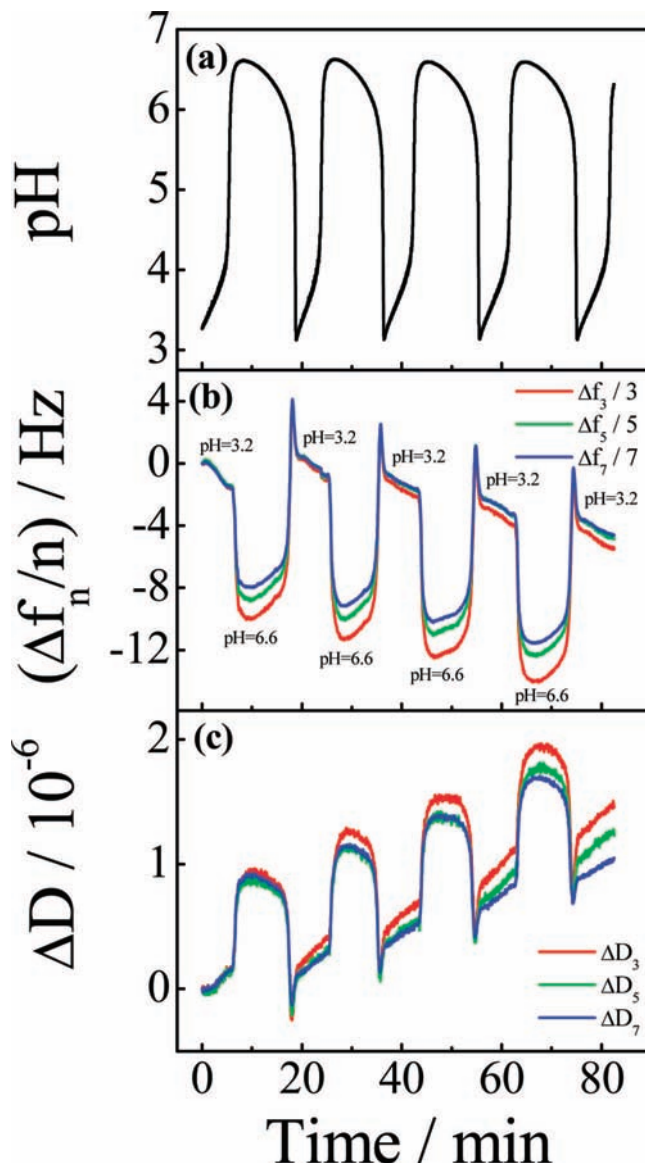 7
(a)
6
pH
5
4
3
4
0
-4
-8
-12
(Δfₙ/n) / Hz
(b)
Δf₃ / 3
Δf₅ / 5
Δf₇ / 7
pH=3.2
pH=3.2
pH=3.2
pH=3.2
pH=3.2
pH=6.6
pH=6.6
pH=6.6
pH=6.6
2
(c)
1
0
ΔD / 10⁻⁶
ΔD₃
ΔD₅
ΔD₇
0 20 40 60 80
Time / min